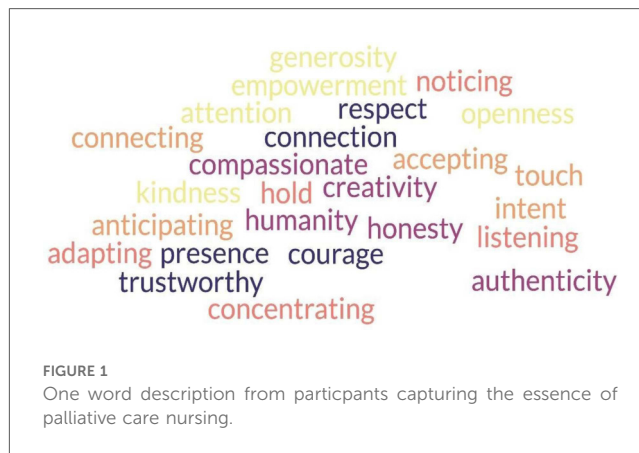 generosity
empowerment noticing
attention respect openness
connecting connection
compassionate accepting touch
kindness hold creativity intent
anticipating humanity honesty listening
adapting presence courage
trustworthy authenticity
concentrating
FIGURE 1
One word description from particpants capturing the essence of
palliative care nursing.